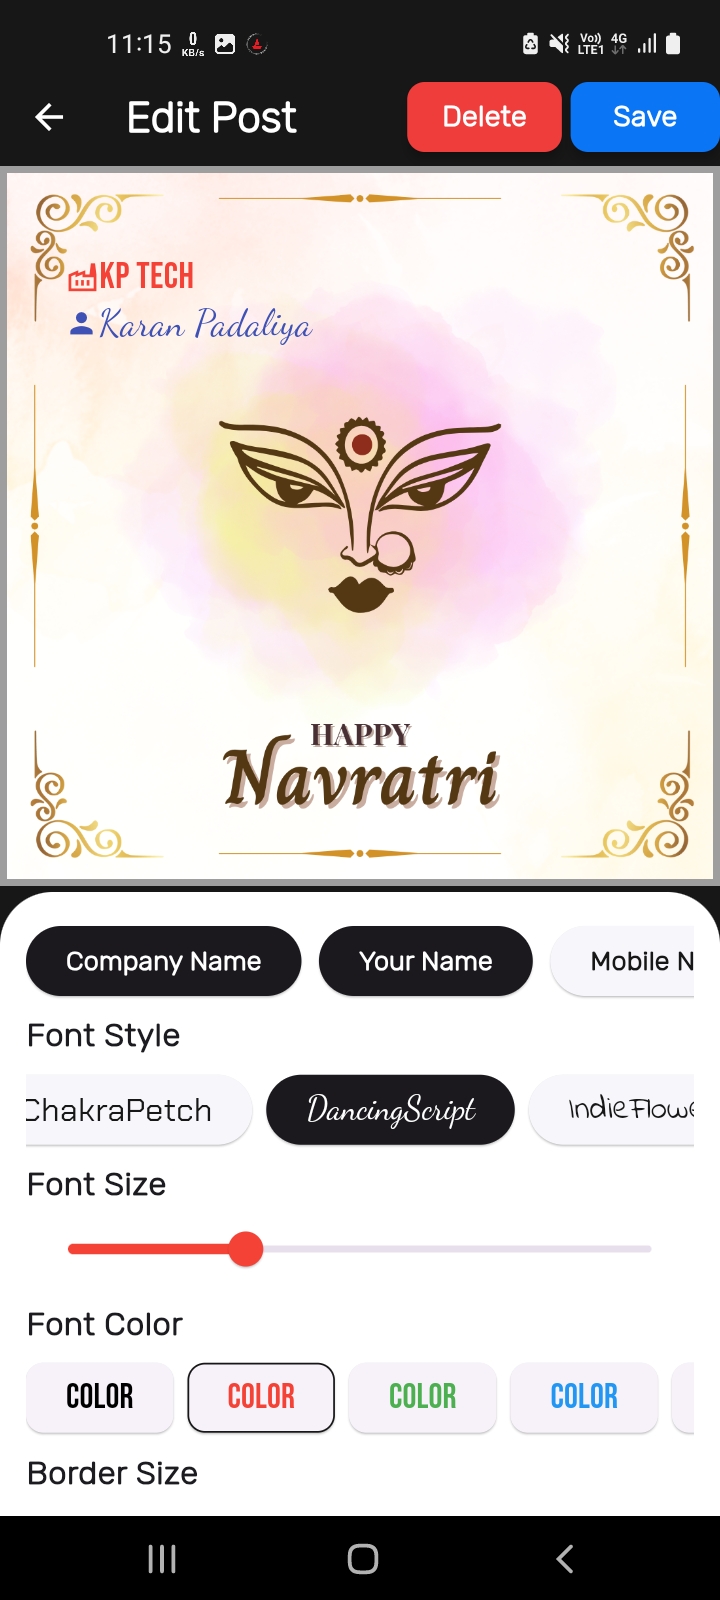 11:15 0 KB/s Vo)) LTE1 4G
Edit Post Delete Save
KP TECH
Karan Padaliya
HAPPY
Navratri
Company Name Your Name Mobile N
Font Style
ChakraPetch DancingScript IndieFlowe
Font Size
Font Color
COLOR COLOR COLOR COLOR
Border Size